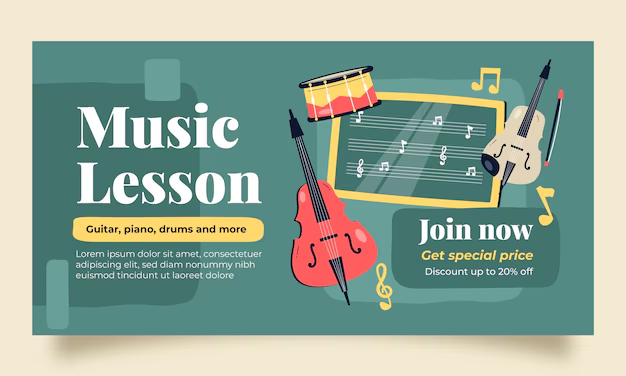 Music
Lesson
Guitar, piano, drums and more
Lorem ipsum dolor sit amet, consectetuer
adipiscing elit, sed diam nonummy nibh
euismod tincidunt ut laoreet dolore
Join now
Get special price
Discount up to 20% off